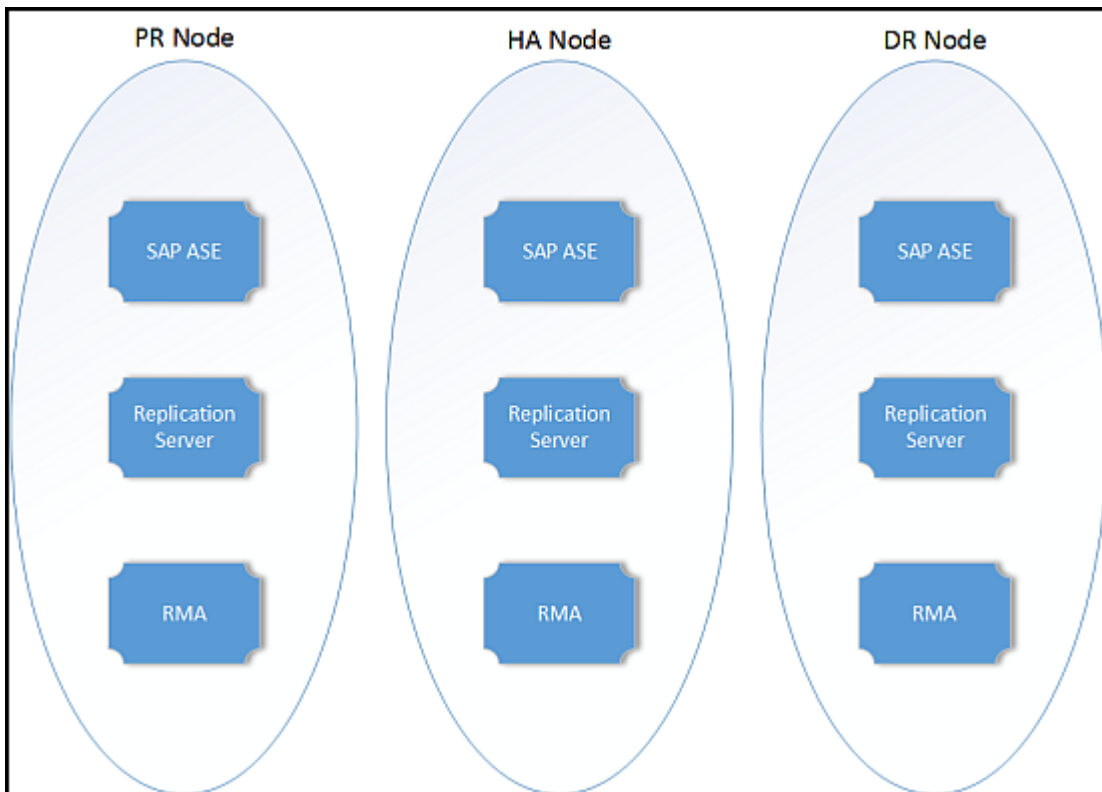 PR Node
HA Node
DR Node
SAP ASE
SAP ASE
SAP ASE
Replication
Server
Replication
Server
Replication
Server
RMA
RMA
RMA